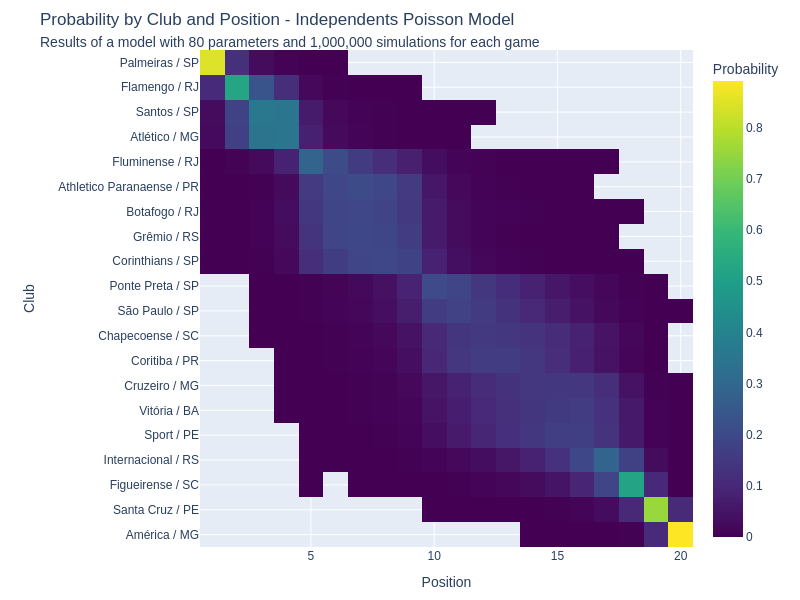 Probability by Club and Position - Independents Poisson Model
Results of a model with 80 parameters and 1,000,000 simulations for each game
Probability
Club
Palmeiras / SP
Flamengo / RJ
Santos / SP
Atlético / MG
Fluminense / RJ
Athletico Paranaense / PR
Botafogo / RJ
Grêmio / RS
Corinthians / SP
Ponte Preta / SP
São Paulo / SP
Chapecoense / SC
Coritiba / PR
Cruzeiro / MG
Vitória / BA
Sport / PE
Internacional / RS
Figueirense / SC
Santa Cruz / PE
América / MG
0.8
0.7
0.6
0.5
0.4
0.3
0.2
0.1
0
5
10
15
20
Position